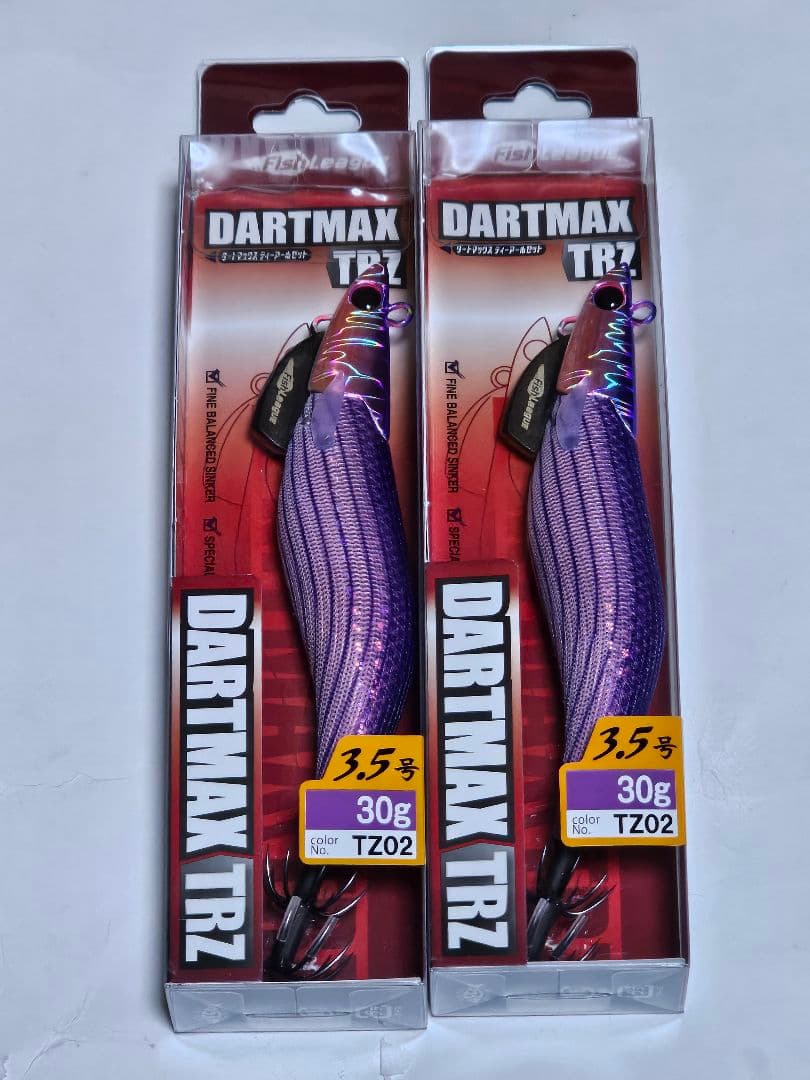 Fish League
DARTMAX
ダートマックス ティーアールゼット
TRZ
Fish League
FINE BALANCED SINKER
SPECIAL
DARTMAX TRZ
3.5号
30g
color No. TZ02
Fish League
DARTMAX
ダートマックス ティーアールゼット
TRZ
Fish League
FINE BALANCED SINKER
SPECIAL
DARTMAX TRZ
3.5号
30g
color No. TZ02